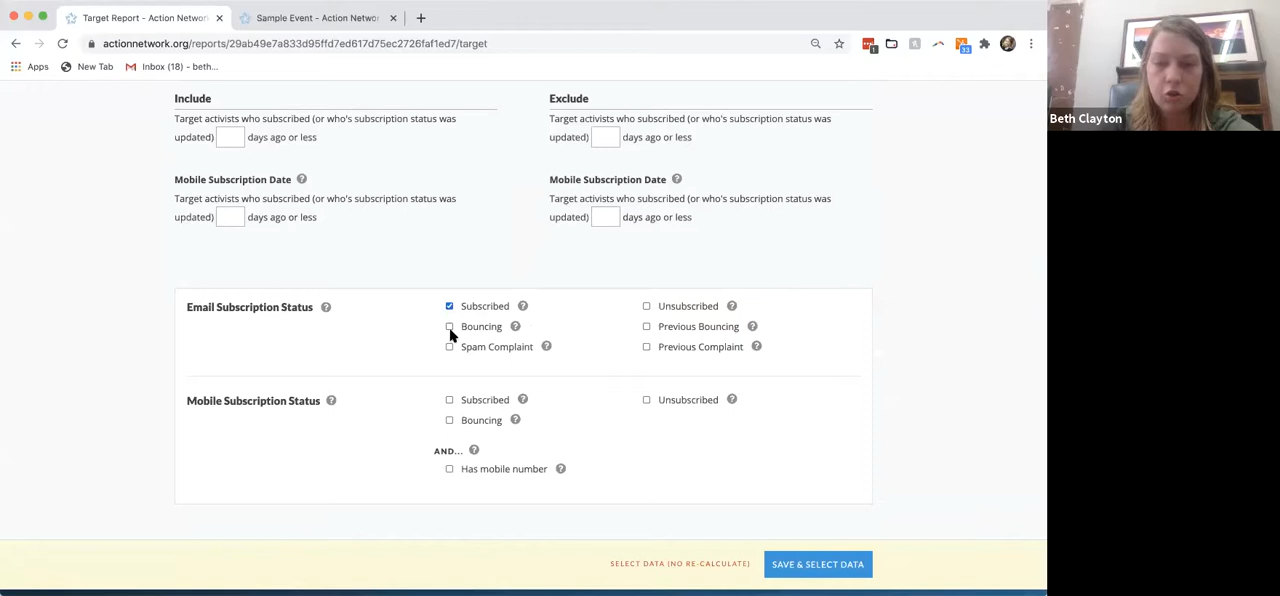 Target Report - Action Network
Sample Event - Action Networ
actionnetwork.org/reports/29ab49e7a833d95ffd7ed617d75ec2726faf1ed7/target
1
33
Apps
New Tab
Inbox (18) - beth...
Include
Exclude
Target activists who subscribed (or who's subscription status was
updated) days ago or less
Target activists who subscribed (or who's subscription status was
updated) days ago or less
Mobile Subscription Date ?
Mobile Subscription Date ?
Target activists who subscribed (or who's subscription status was
updated) days ago or less
Target activists who subscribed (or who's subscription status was
updated) days ago or less
Email Subscription Status ?
Subscribed ?
Unsubscribed ?
Bouncing ?
Previous Bouncing ?
Spam Complaint ?
Previous Complaint ?
Mobile Subscription Status ?
Subscribed ?
Unsubscribed ?
Bouncing ?
AND... ?
Has mobile number ?
SELECT DATA (NO RE-CALCULATE)
SAVE & SELECT DATA
Beth Clayton